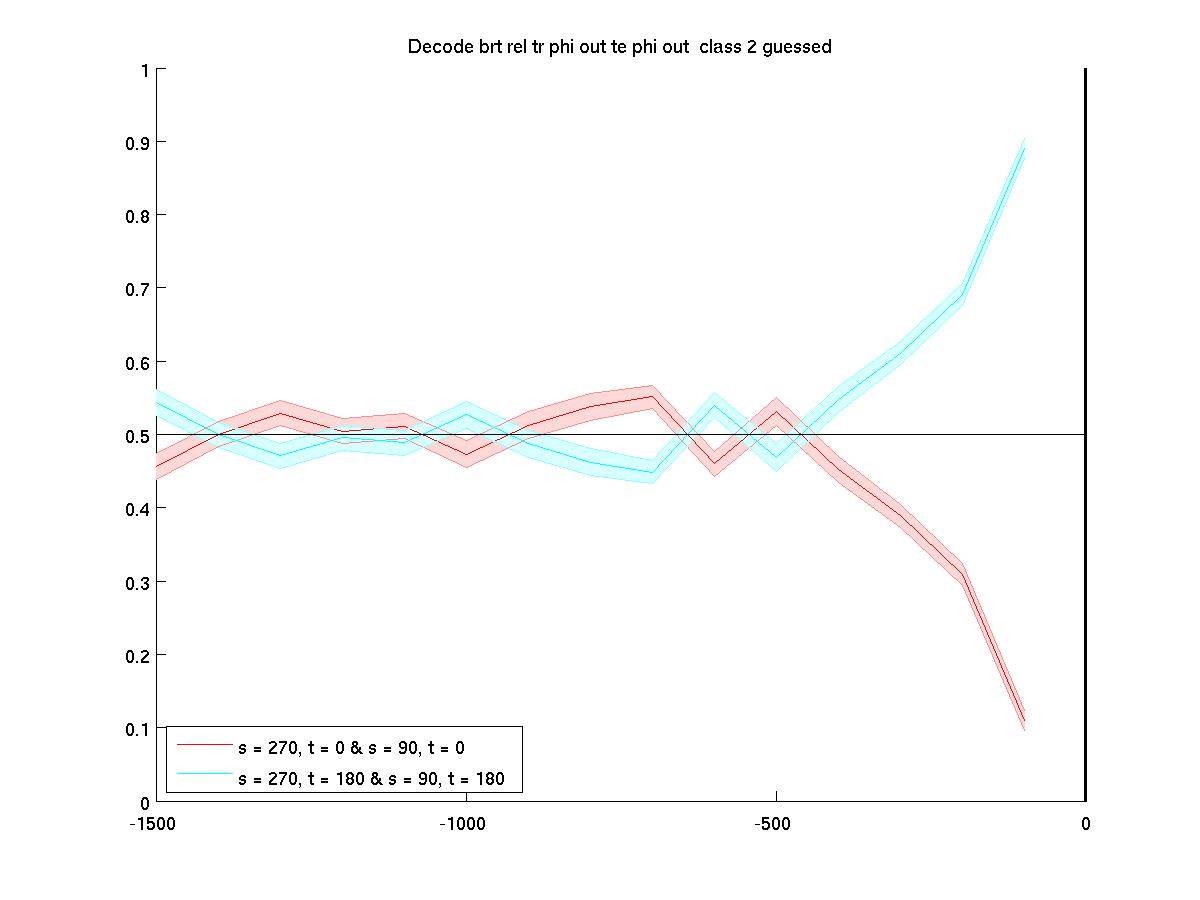 Decode brt rel tr phi out te phi out  class 2 guessed
1
0.9
0.8
0.7
0.6
0.5
0.4
0.3
0.2
0.1
0
s = 270, t = 0 & s = 90, t = 0
s = 270, t = 180 & s = 90, t = 180
-1500 -1000 -500 0